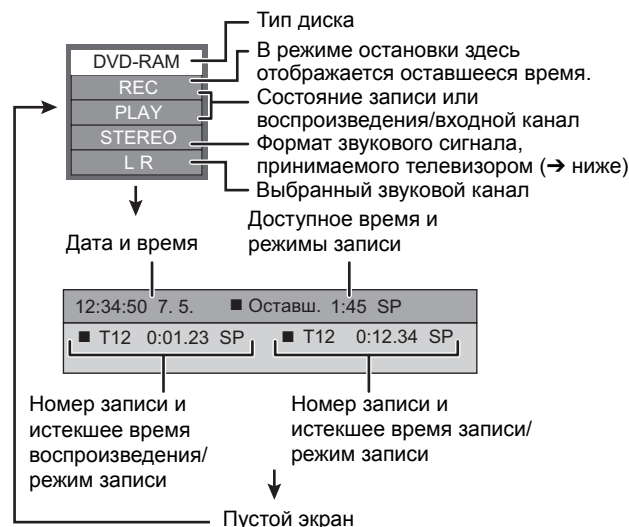 Тип диска
DVD-RAM
В режиме остановки здесь
отображается оставшееся время.
REC
Состояние записи или
воспроизведения/входной канал
PLAY
STEREO
Формат звукового сигнала,
принимаемого телевизором (➔ ниже)
L R
Выбранный звуковой канал
Дата и время
Доступное время и
режимы записи
12:34:50 7. 5. ■ Оставш. 1:45 SP
■ T12 0:01.23 SP ■ T12 0:12.34 SP
Номер записи и
истекшее время
воспроизведения/
режим записи
Номер записи и
истекшее время записи/
режим записи
Пустой экран